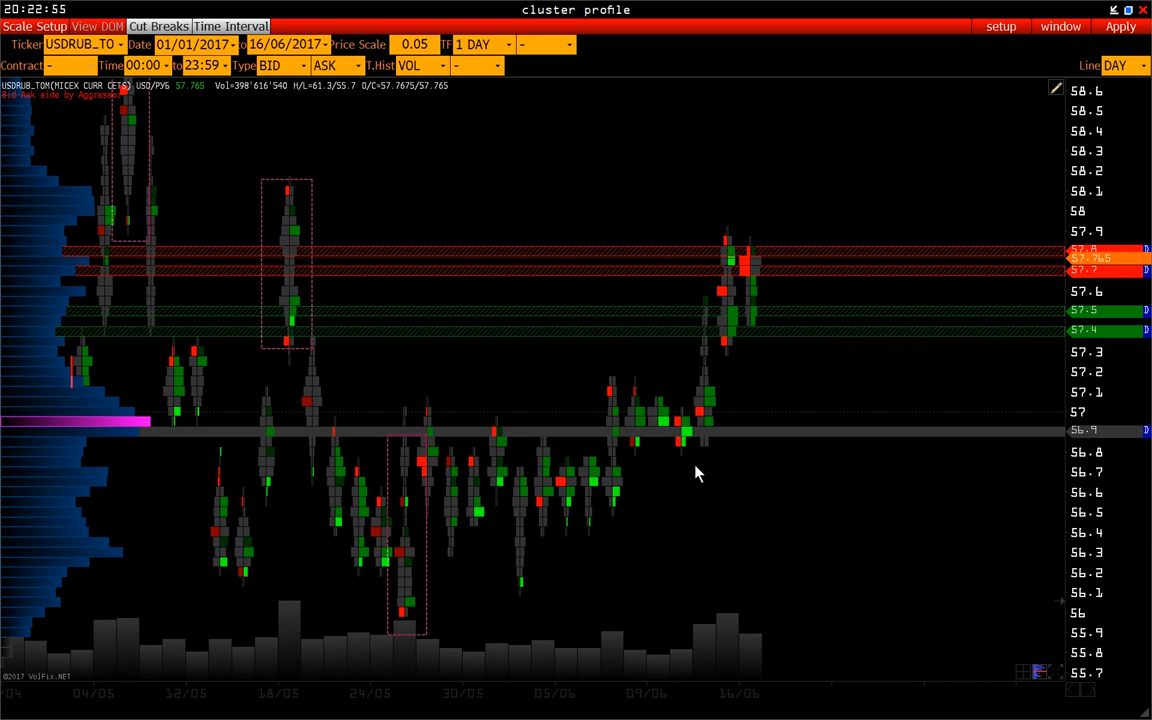 20:22:55 cluster profile
Scale Setup View DOM Cut Breaks Time Interval setup window Apply
Ticker USDRUB_TO Date 01/01/2017 to 16/06/2017 Price Scale 0.05 TF 1 DAY -
Contract - Time 00:00 to 23:59 Type BID ASK T.Hist VOL - Line DAY
USDRUB_TOM(MICEX CURR CETS) USD/РУБ 57.765 Vol=398'616'540 H/L=61.3/55.7 O/C=57.7675/57.765
Bid Ask side by Aggresso
58.6
58.5
58.4
58.3
58.2
58.1
58
57.9
57.8 D
57.765
57.7 D
57.6
57.5 D
57.4 D
57.3
57.2
57.1
57
56.9 D
56.8
56.7
56.6
56.5
56.4
56.3
56.2
56.1
56
55.9
55.8
55.7
©2017 VolFix.NET
/04 04/05 12/05 18/05 24/05 30/05 05/06 09/06 16/06